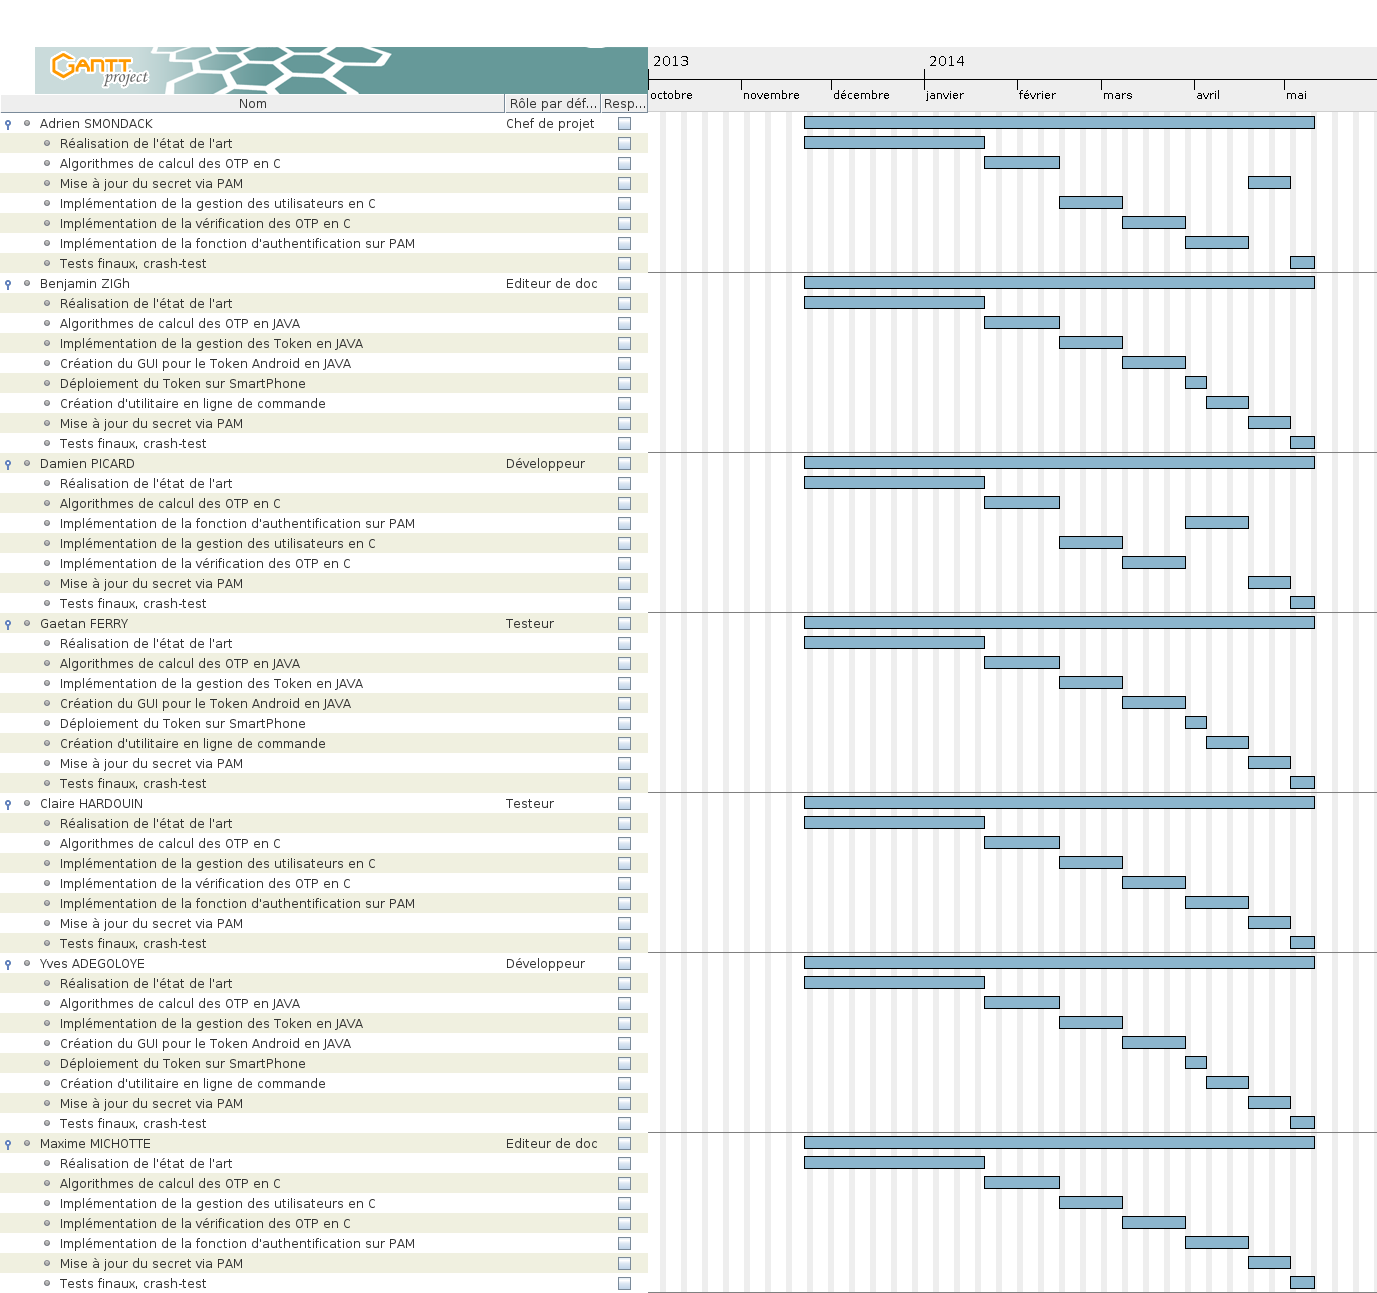 GANTT
project
2013 2014
octobre novembre décembre janvier février mars avril mai
Nom Rôle par déf... Resp...
Adrien SMONDACK Chef de projet
Réalisation de l'état de l'art
Algorithmes de calcul des OTP en C
Mise à jour du secret via PAM
Implémentation de la gestion des utilisateurs en C
Implémentation de la vérification des OTP en C
Implémentation de la fonction d'authentification sur PAM
Tests finaux, crash-test
Benjamin ZIGh Editeur de doc
Réalisation de l'état de l'art
Algorithmes de calcul des OTP en JAVA
Implémentation de la gestion des Token en JAVA
Création du GUI pour le Token Android en JAVA
Déploiement du Token sur SmartPhone
Création d'utilitaire en ligne de commande
Mise à jour du secret via PAM
Tests finaux, crash-test
Damien PICARD Développeur
Réalisation de l'état de l'art
Algorithmes de calcul des OTP en C
Implémentation de la fonction d'authentification sur PAM
Implémentation de la gestion des utilisateurs en C
Implémentation de la vérification des OTP en C
Mise à jour du secret via PAM
Tests finaux, crash-test
Gaetan FERRY Testeur
Réalisation de l'état de l'art
Algorithmes de calcul des OTP en JAVA
Implémentation de la gestion des Token en JAVA
Création du GUI pour le Token Android en JAVA
Déploiement du Token sur SmartPhone
Création d'utilitaire en ligne de commande
Mise à jour du secret via PAM
Tests finaux, crash-test
Claire HARDOUIN Testeur
Réalisation de l'état de l'art
Algorithmes de calcul des OTP en C
Implémentation de la gestion des utilisateurs en C
Implémentation de la vérification des OTP en C
Implémentation de la fonction d'authentification sur PAM
Mise à jour du secret via PAM
Tests finaux, crash-test
Yves ADEGOLOYE Développeur
Réalisation de l'état de l'art
Algorithmes de calcul des OTP en JAVA
Implémentation de la gestion des Token en JAVA
Création du GUI pour le Token Android en JAVA
Déploiement du Token sur SmartPhone
Création d'utilitaire en ligne de commande
Mise à jour du secret via PAM
Tests finaux, crash-test
Maxime MICHOTTE Editeur de doc
Réalisation de l'état de l'art
Algorithmes de calcul des OTP en C
Implémentation de la gestion des utilisateurs en C
Implémentation de la vérification des OTP en C
Implémentation de la fonction d'authentification sur PAM
Mise à jour du secret via PAM
Tests finaux, crash-test